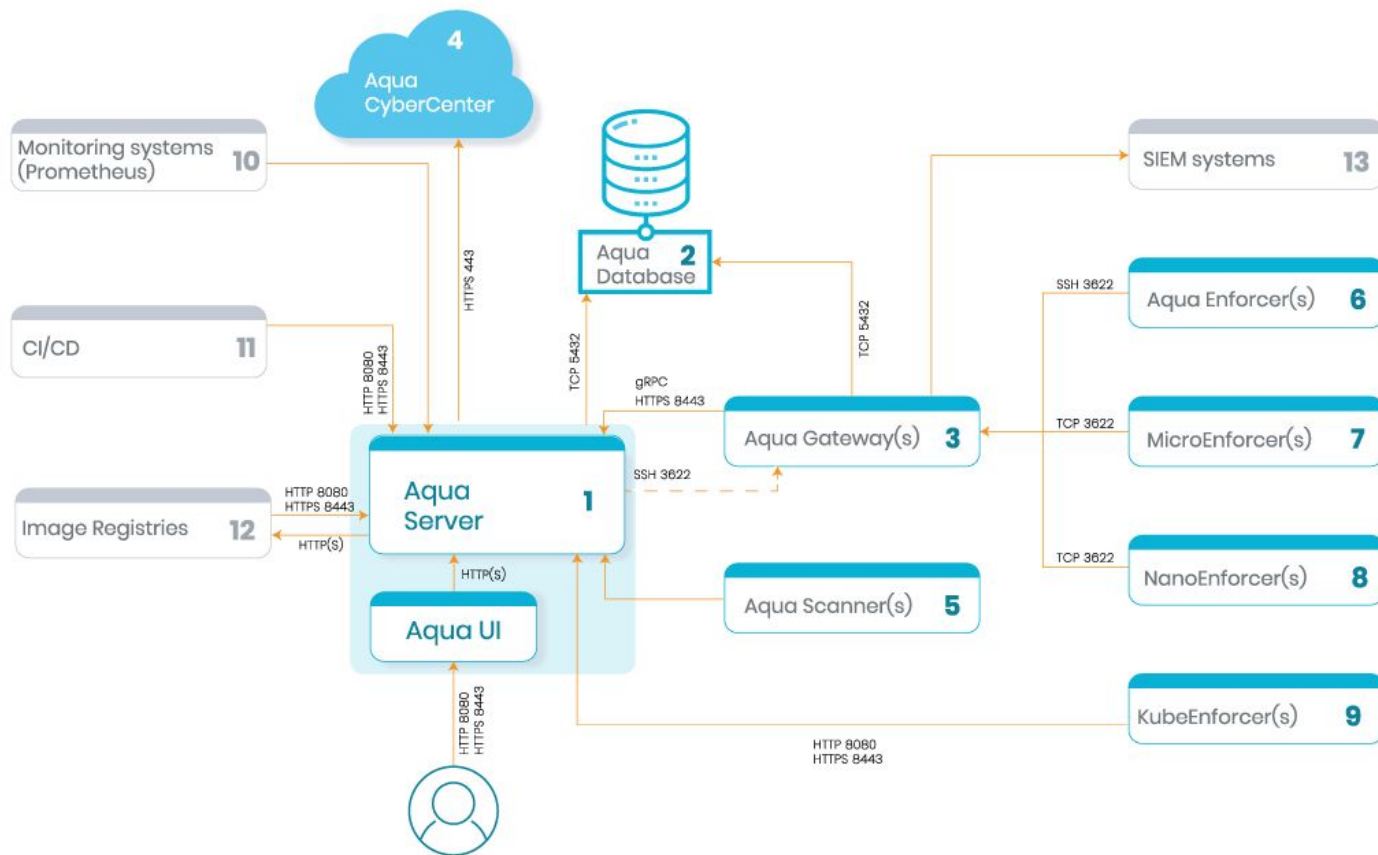 4
Aqua
CyberCenter
Monitoring systems
(Prometheus)
10
SIEM systems
13
HTTPS 443
Aqua
Database
2
SSH 3622
Aqua Enforcer(s)
6
CI/CD
11
HTTP 8080
HTTPS 8443
TCP 5432
TCP 5432
gRPC
HTTPS 8443
Aqua Gateway(s)
3
TCP 3622
MicroEnforcer(s)
7
SSH 3622
Aqua
Server
1
HTTP 8080
HTTPS 8443
Image Registries
12
HTTP(s)
HTTP(s)
TCP 3622
NanoEnforcer(s)
8
Aqua Scanner(s)
5
Aqua UI
HTTP 8080
HTTPS 8443
KubeEnforcer(s)
9
HTTP 8080
HTTPS 8443